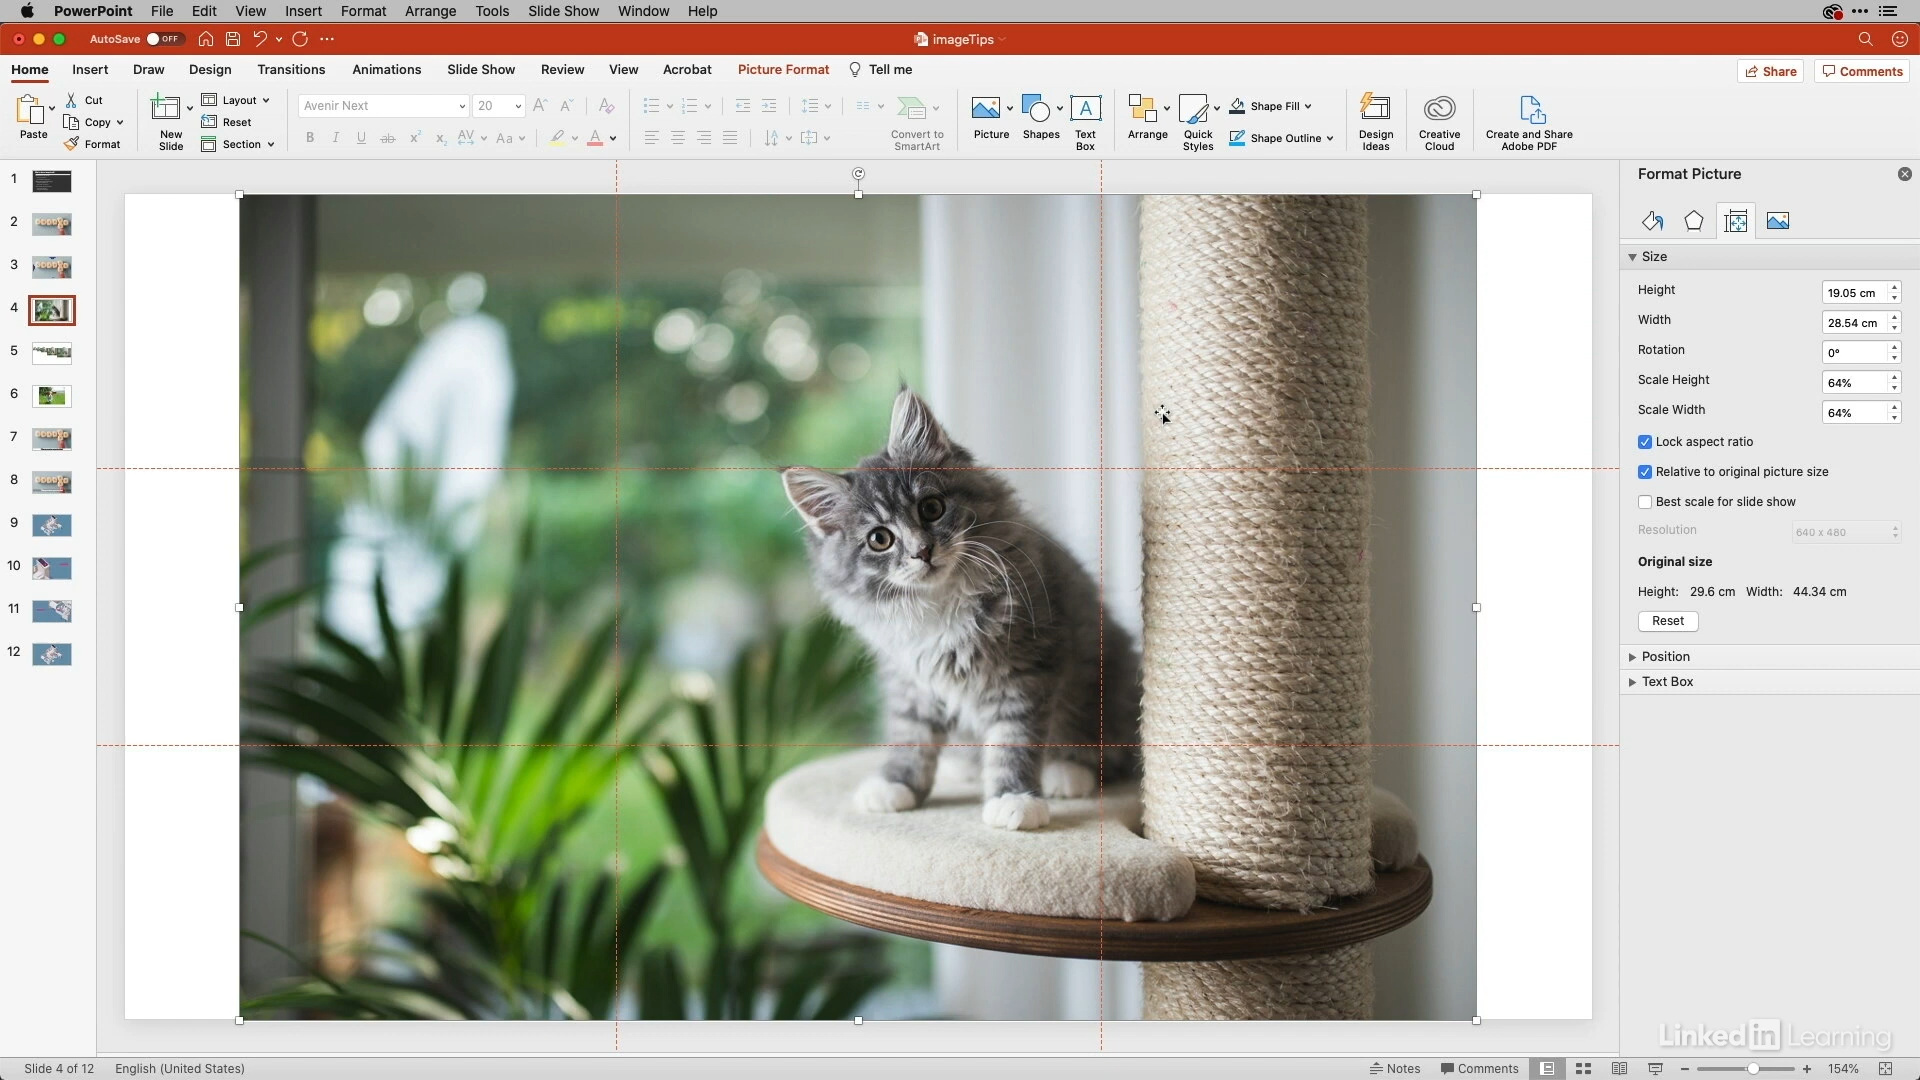 PowerPoint File Edit View Insert Format Arrange Tools Slide Show Window Help
AutoSave OFF imageTips
Home Insert Draw Design Transitions Animations Slide Show Review View Acrobat Picture Format Tell me Share Comments
Paste Cut Copy Format
New Slide Layout Reset Section
Avenir Next 20
Convert to SmartArt
Picture Shapes Text Box
Arrange Quick Styles Shape Fill Shape Outline
Design Ideas
Creative Cloud
Create and Share Adobe PDF
1
2
3
4
5
6
7
8
9
10
11
12
Format Picture
Size
Height 19.05 cm
Width 28.54 cm
Rotation 0°
Scale Height 64%
Scale Width 64%
Lock aspect ratio
Relative to original picture size
Best scale for slide show
Resolution 640 x 480
Original size
Height: 29.6 cm Width: 44.34 cm
Reset
Position
Text Box
LinkedIn Learning
Slide 4 of 12 English (United States) Notes Comments 154%